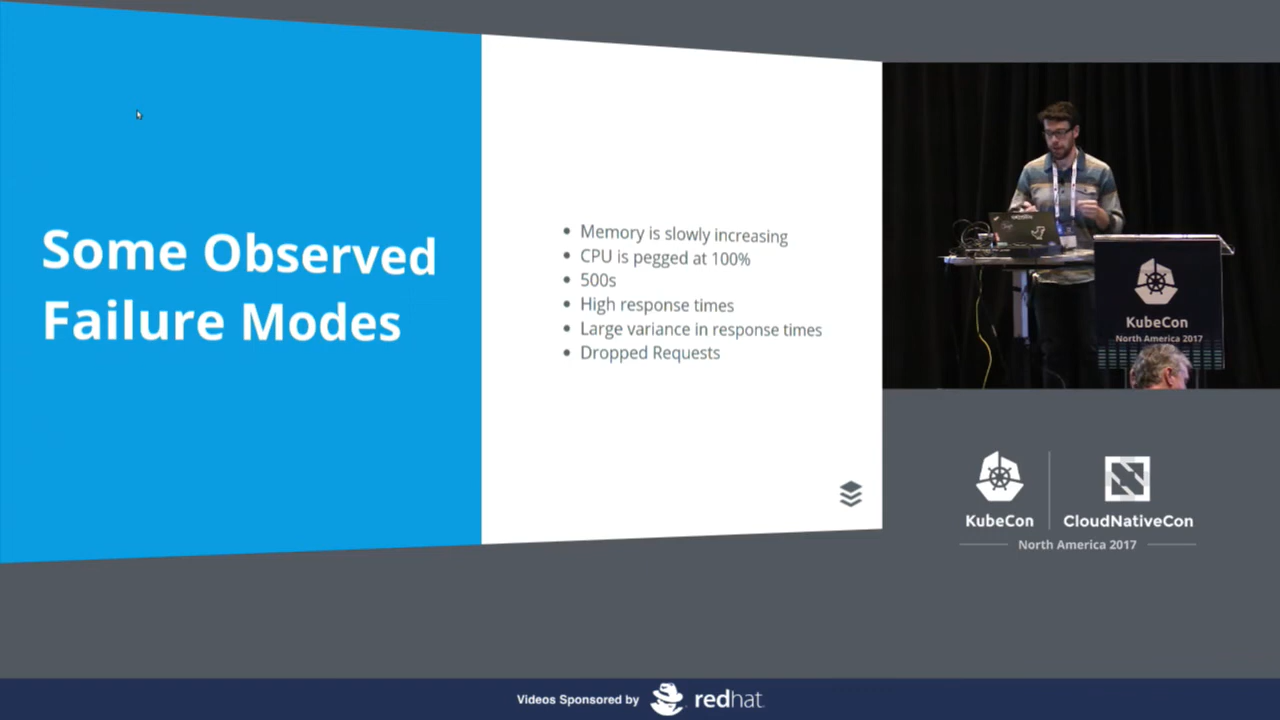 Some Observed
Failure Modes
Memory is slowly increasing
CPU is pegged at 100%
500s
High response times
Large variance in response times
Dropped Requests
KubeCon
North America 2017
KubeCon
CloudNativeCon
North America 2017
Videos Sponsored by redhat